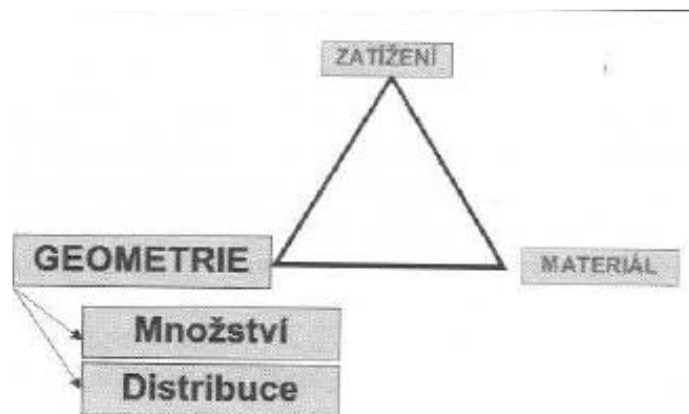 ZATÍŽENÍ
GEOMETRIE
MATERIÁL
Množství
Distribuce